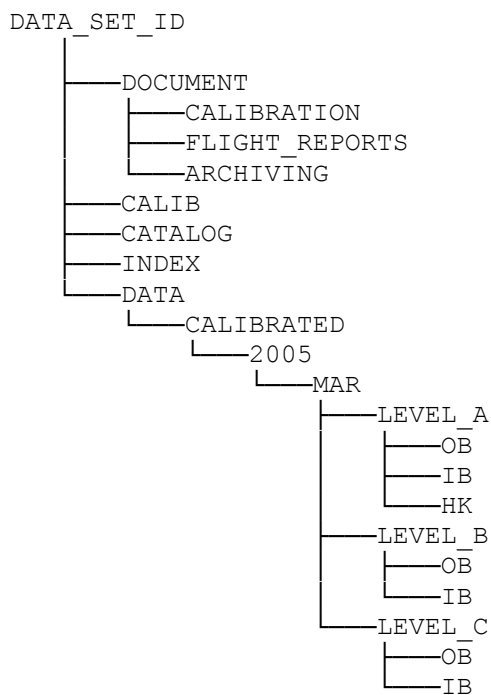 DATA_SET_ID
DOCUMENT
CALIBRATION
FLIGHT_REPORTS
ARCHIVING
CALIB
CATALOG
INDEX
DATA
CALIBRATED
2005
MAR
LEVEL_A
OB
IB
HK
LEVEL_B
OB
IB
LEVEL_C
OB
IB